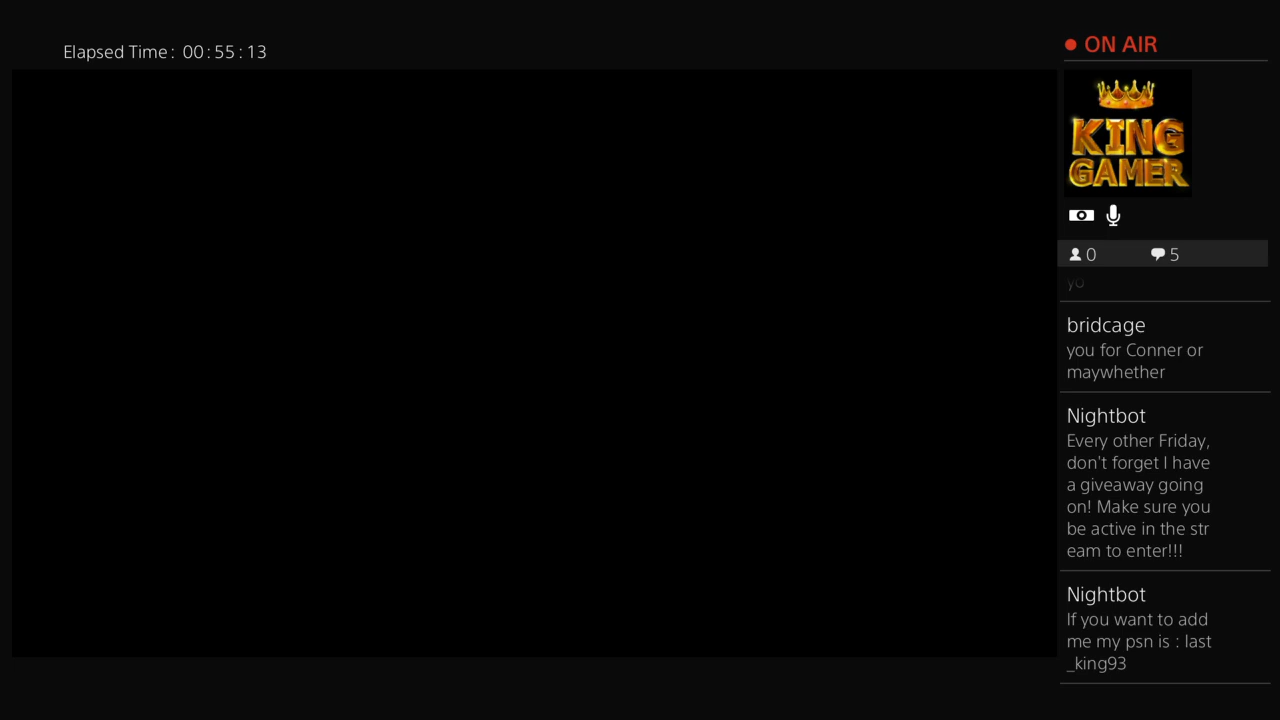 Elapsed Time: 00:55:13
ON AIR
KING
GAMER
0 5
yo
bridcage
you for Conner or
maywhether
Nightbot
Every other Friday,
don't forget I have
a giveaway going
on! Make sure you
be active in the str
eam to enter!!!
Nightbot
If you want to add
me my psn is : last
_king93